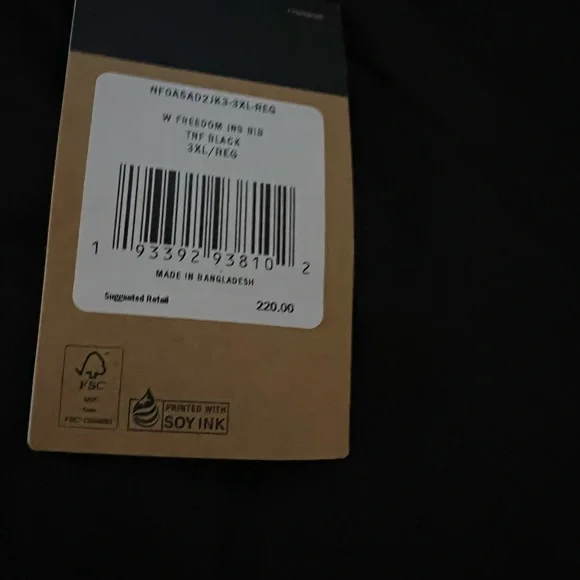 NF0A5AD2JK3-3XL-REG
W FREEDOM INS BIB
TNF BLACK
3XL/REG
1 93392 93810 2
MADE IN BANGLADESH
Suggested Retail 220.00
FSC
PRINTED WITH
SOY INK